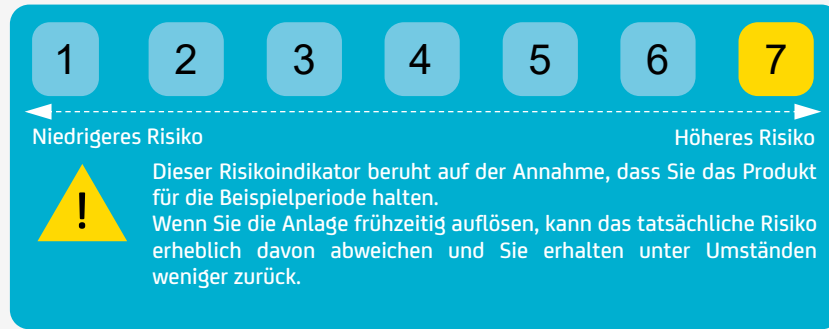 1 2 3 4 5 6 7
Niedrigeres Risiko Höheres Risiko
Dieser Risikoindikator beruht auf der Annahme, dass Sie das Produkt
für die Beispielperiode halten.
!
Wenn Sie die Anlage frühzeitig auflösen, kann das tatsächliche Risiko
erheblich davon abweichen und Sie erhalten unter Umständen
weniger zurück.